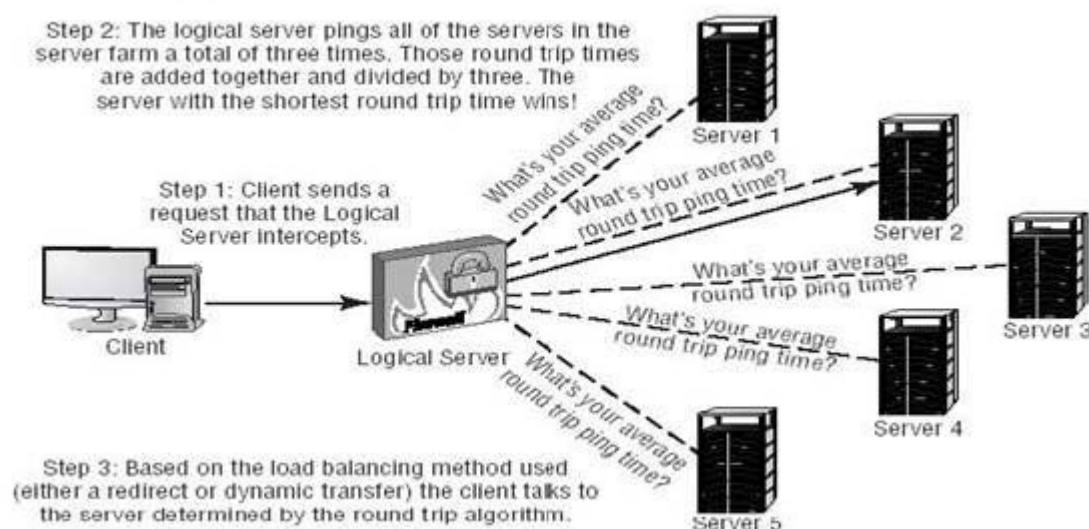 Step 2: The logical server pings all of the servers in the
server farm a total of three times. Those round trip times
are added together and divided by three. The
server with the shortest round trip time wins!
Server 1
What's your average
round trip ping time?
Step 1: Client sends a
request that the Logical
Server intercepts.
What's your average
round trip ping time?
Server 2
What's your average
round trip ping time?
Server 3
Firewall
Client
Logical Server
What's your average
round trip ping time?
Server 4
What's your average
round trip ping time?
Step 3: Based on the load balancing method used
(either a redirect or dynamic transfer) the client talks to
the server determined by the round trip algorithm.
Server 5